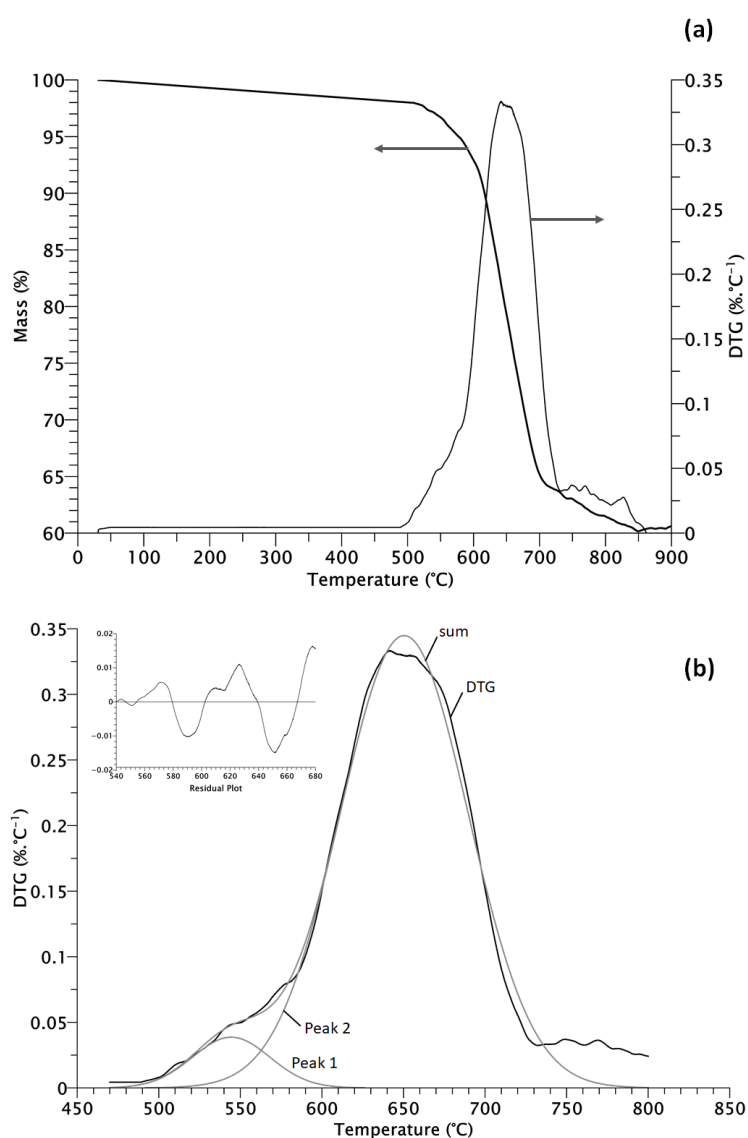 (a)
100
95
90
85
80
75
70
65
60
Mass (%)
0.35
0.3
0.25
0.2
0.15
0.1
0.05
0
DTG (%.°C⁻¹)
0 100 200 300 400 500 600 700 800 900
Temperature (°C)
(b)
0.35
0.3
0.25
0.2
0.15
0.1
0.05
0
DTG (%.°C⁻¹)
0.02
0.01
0
−0.01
−0.02
540 560 580 600 620 640 660 680
Residual Plot
sum
DTG
Peak 2
Peak 1
450 500 550 600 650 700 750 800 850
Temperature (°C)